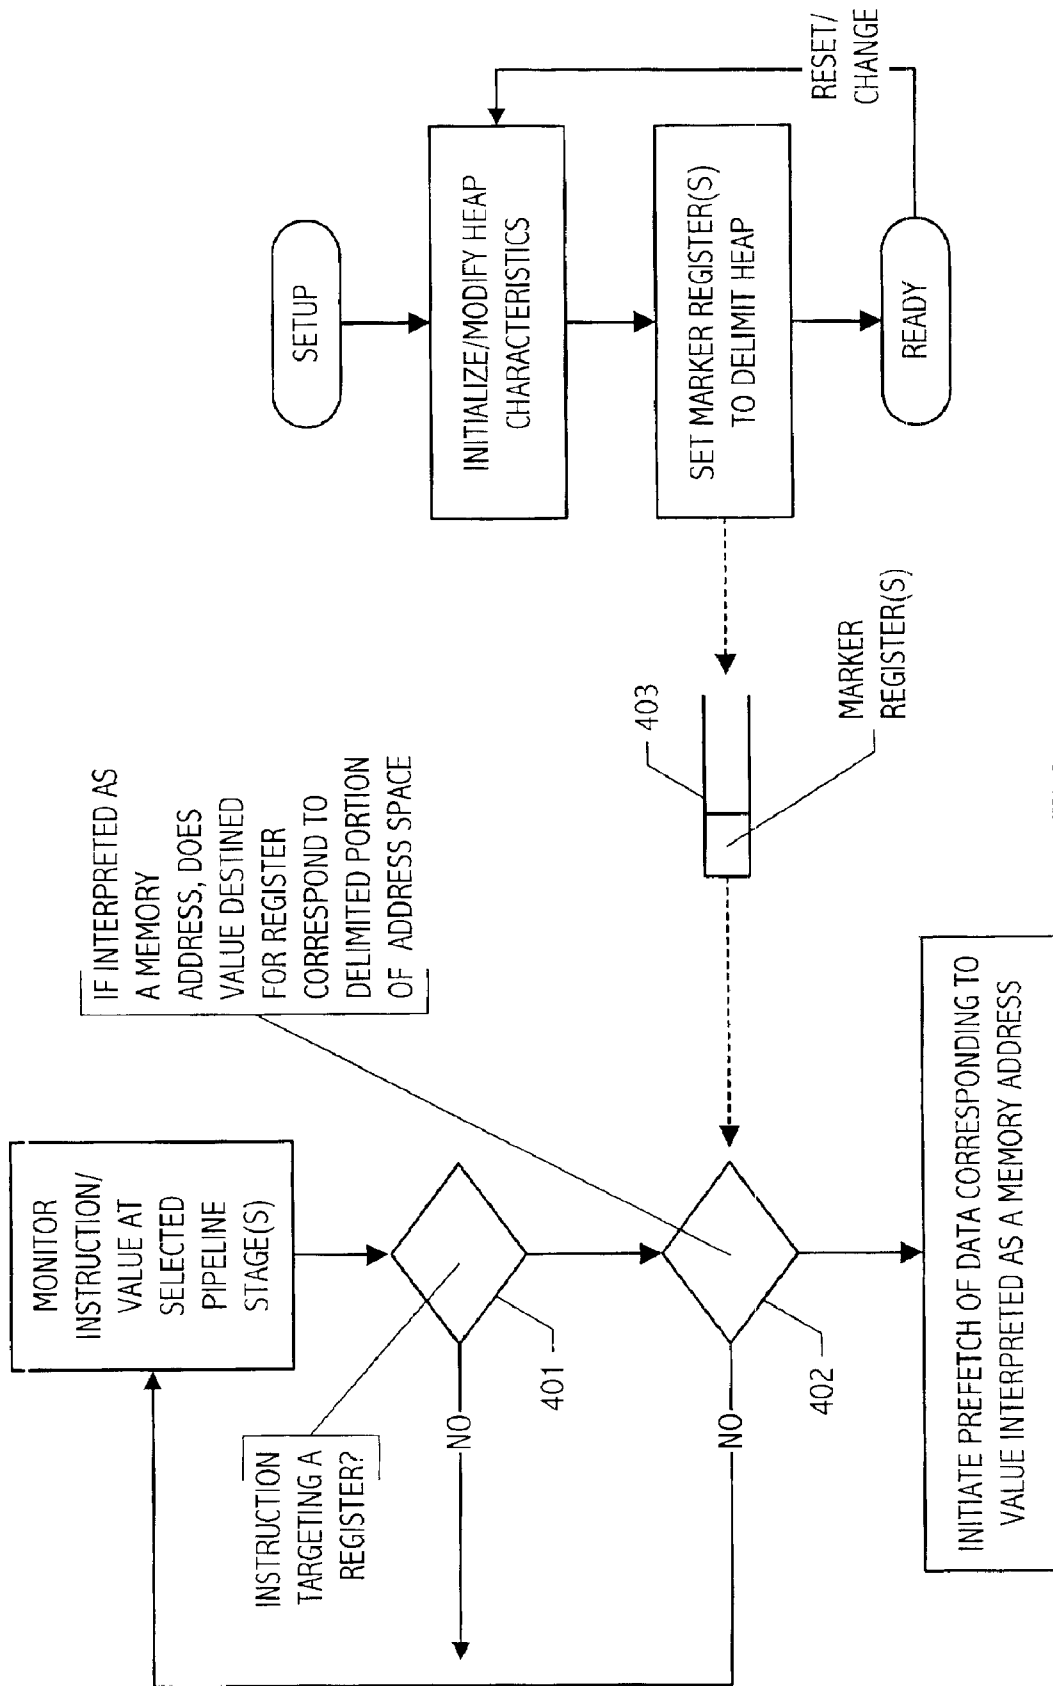 MONITOR
INSTRUCTION/
VALUE AT
SELECTED
PIPELINE
STAGE(S)
INSTRUCTION
TARGETING A
REGISTER?
NO
401
IF INTERPRETED AS
A MEMORY
ADDRESS, DOES
VALUE DESTINED
FOR REGISTER
CORRESPOND TO
DELIMITED PORTION
OF ADDRESS SPACE
NO
402
INITIATE PREFETCH OF DATA CORRESPONDING TO
VALUE INTERPRETED AS A MEMORY ADDRESS
403
MARKER
REGISTER(S)
SETUP
INITIALIZE/MODIFY HEAP
CHARACTERISTICS
SET MARKER REGISTER(S)
TO DELIMIT HEAP
READY
RESET/
CHANGE